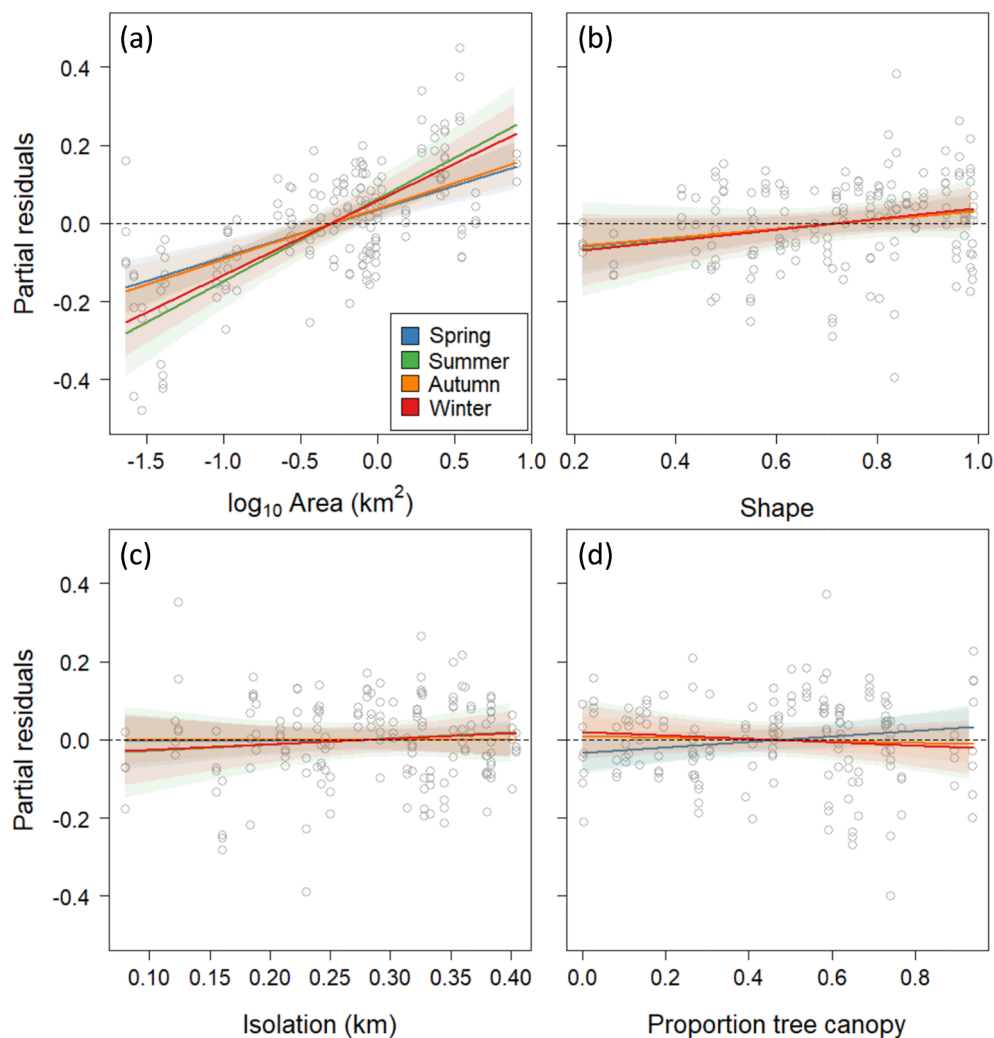 (a)
(b)
Partial residuals
0.4
0.2
0.0
-0.2
-0.4
Spring
Summer
Autumn
Winter
-1.5 -1.0 -0.5 0.0 0.5 1.0
0.2 0.4 0.6 0.8 1.0
log₁₀ Area (km²)
Shape
(c)
(d)
Partial residuals
0.4
0.2
0.0
-0.2
-0.4
0.10 0.15 0.20 0.25 0.30 0.35 0.40
0.0 0.2 0.4 0.6 0.8
Isolation (km)
Proportion tree canopy